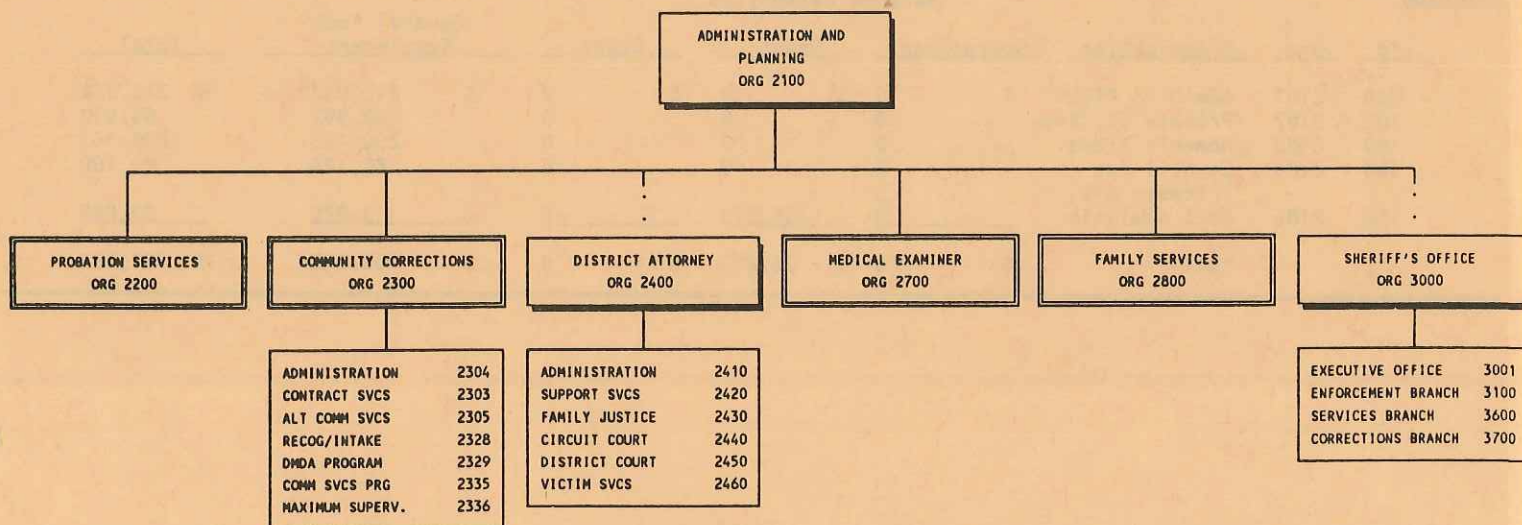 ADMINISTRATION AND
PLANNING
ORG 2100
PROBATION SERVICES
ORG 2200
COMMUNITY CORRECTIONS
ORG 2300
DISTRICT ATTORNEY
ORG 2400
MEDICAL EXAMINER
ORG 2700
FAMILY SERVICES
ORG 2800
SHERIFF'S OFFICE
ORG 3000
ADMINISTRATION 2304
CONTRACT SVCS 2303
ALT COMM SVCS 2305
RECOG/INTAKE 2328
DMDA PROGRAM 2329
COMM SVCS PRG 2335
MAXIMUM SUPERV. 2336
ADMINISTRATION 2410
SUPPORT SVCS 2420
FAMILY JUSTICE 2430
CIRCUIT COURT 2440
DISTRICT COURT 2450
VICTIM SVCS 2460
EXECUTIVE OFFICE 3001
ENFORCEMENT BRANCH 3100
SERVICES BRANCH 3600
CORRECTIONS BRANCH 3700